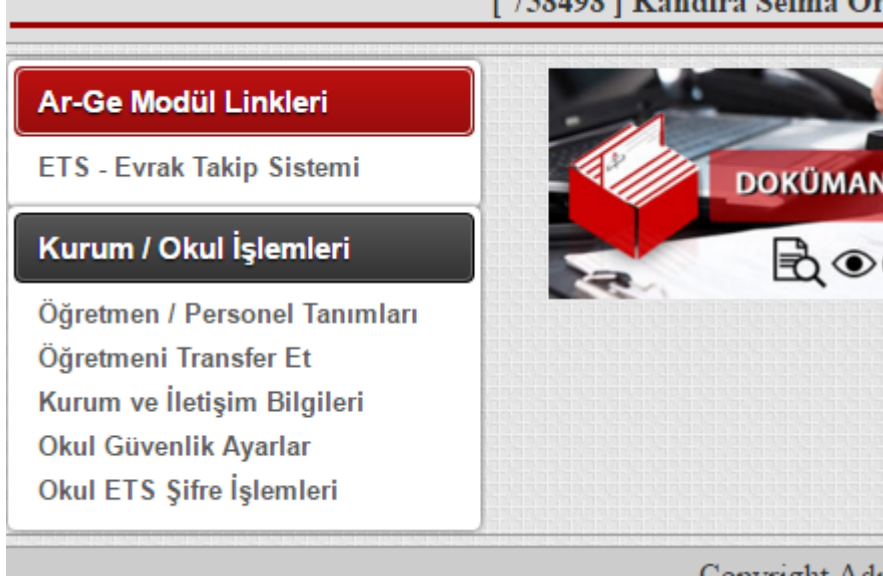 [ 758498 ] Kandıra Selma
Ar-Ge Modül Linkleri
ETS - Evrak Takip Sistemi
DOKÜMAN
Kurum / Okul İşlemleri
Öğretmen / Personel Tanımları
Öğretmeni Transfer Et
Kurum ve İletişim Bilgileri
Okul Güvenlik Ayarlar
Okul ETS Şifre İşlemleri
Copyright